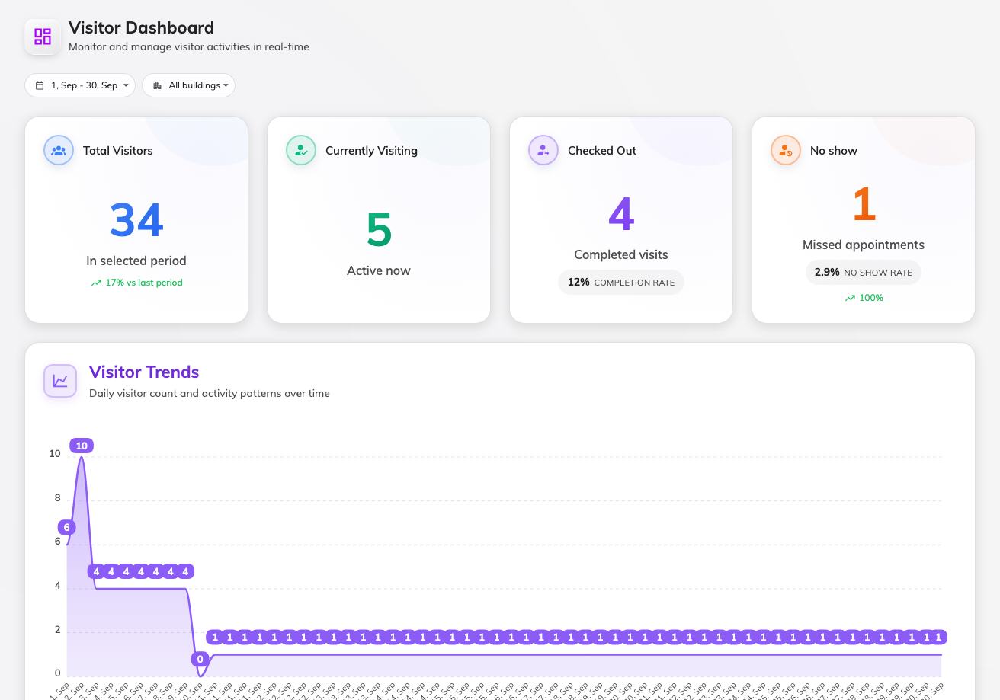 Visitor Dashboard
Monitor and manage visitor activities in real-time
1, Sep - 30, Sep
All buildings
Total Visitors
34
In selected period
17% vs last period
Currently Visiting
5
Active now
Checked Out
4
Completed visits
12% COMPLETION RATE
No show
1
Missed appointments
2.9% NO SHOW RATE
100%
Visitor Trends
Daily visitor count and activity patterns over time
10
8
6
4
2
0
6 10 4 4 4 4 4 4 4 0 1 1 1 1 1 1 1 1 1 1 1 1 1 1 1 1 1 1 1 1 1 1 1 1 1 1 1 1 1 1 1 1 1 1 1 1 1 1 1 1 1 1 1 1 1 1 1 1 1 1
1, Sep